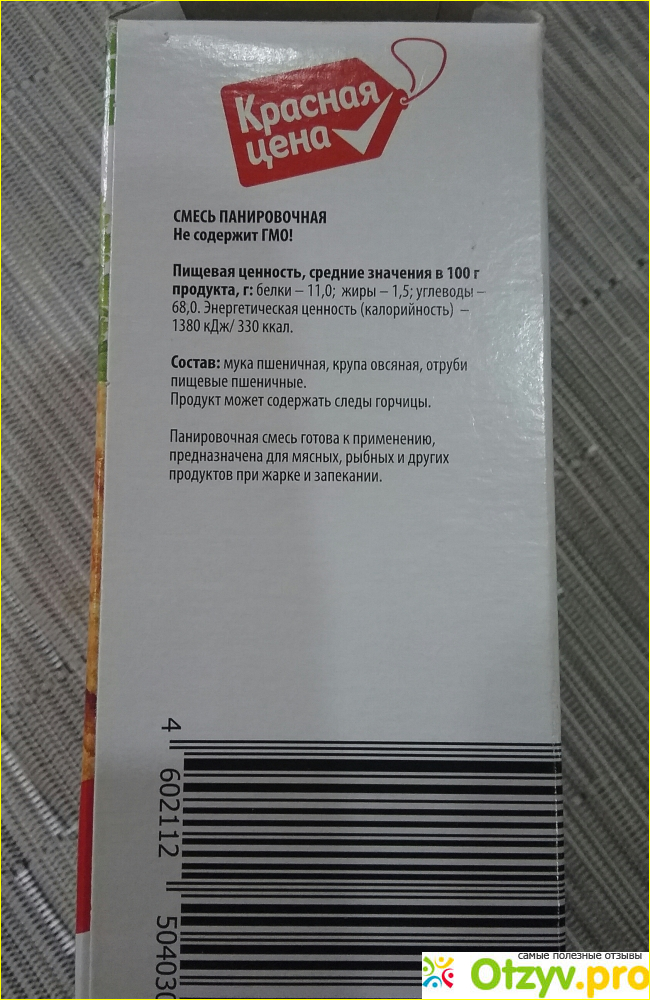 Красная
цена
СМЕСЬ ПАНИРОВОЧНАЯ
Не содержит ГМО!
Пищевая ценность, средние значения в 100 г
продукта, г: белки – 11,0; жиры – 1,5; углеводы –
68,0. Энергетическая ценность (калорийность) –
1380 кДж/ 330 ккал.
Состав: мука пшеничная, крупа овсяная, отруби
пищевые пшеничные.
Продукт может содержать следы горчицы.
Панировочная смесь готова к применению,
предназначена для мясных, рыбных и других
продуктов при жарке и запекании.
4
602112
504030
самые полезные отзывы
Otzyv.pro